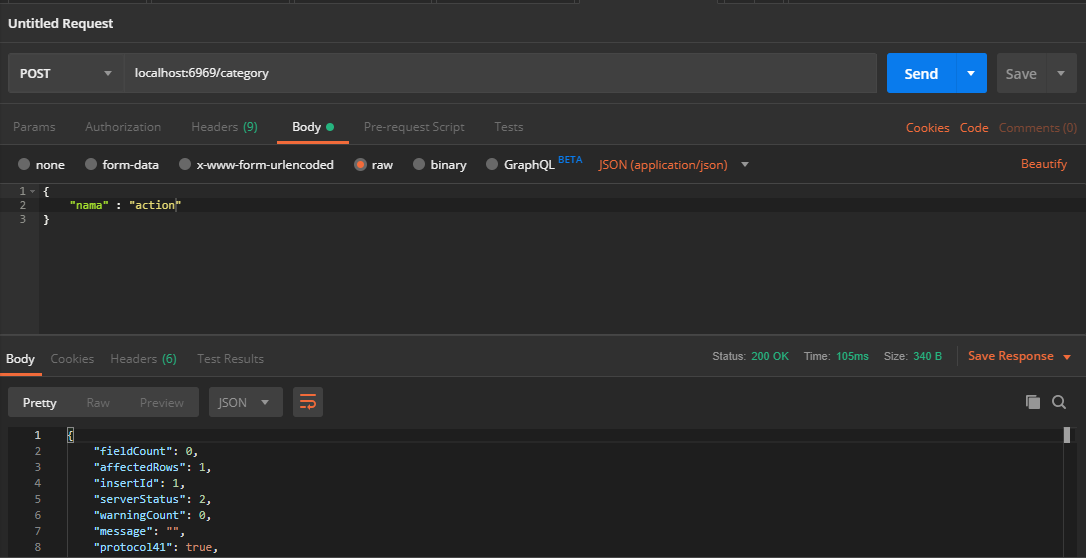 Untitled Request
POST localhost:6969/category Send Save
Params Authorization Headers (9) Body Pre-request Script Tests Cookies Code Comments (0)
none form-data x-www-form-urlencoded raw binary GraphQL BETA JSON (application/json) Beautify
1 {
2 "nama" : "action"
3 }
Body Cookies Headers (6) Test Results Status: 200 OK Time: 105ms Size: 340 B Save Response
Pretty Raw Preview JSON
1 {
2 "fieldCount": 0,
3 "affectedRows": 1,
4 "insertId": 1,
5 "serverStatus": 2,
6 "warningCount": 0,
7 "message": "",
8 "protocol41": true,